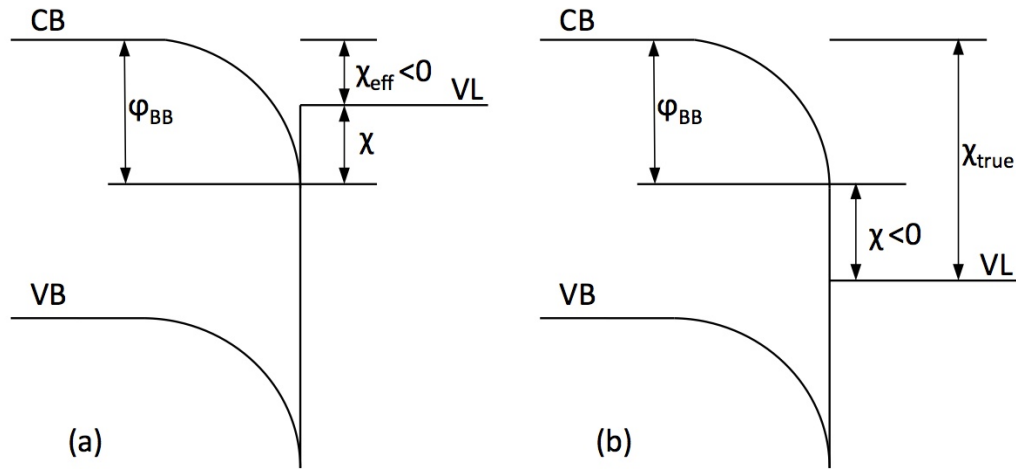 CB
χeff<0
VL
φBB
χ
VB
(a)
CB
φBB
χtrue
χ<0
VL
VB
(b)